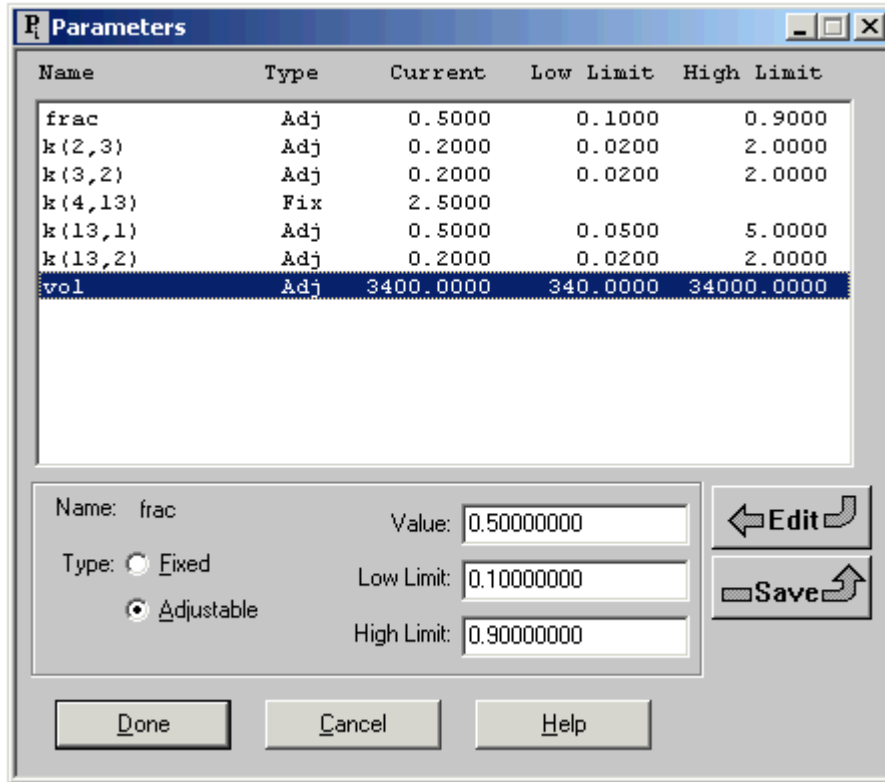 Parameters
Name Type Current Low Limit High Limit
frac Adj 0.5000 0.1000 0.9000
k(2,3) Adj 0.2000 0.0200 2.0000
k(3,2) Adj 0.2000 0.0200 2.0000
k(4,13) Fix 2.5000
k(13,1) Adj 0.5000 0.0500 5.0000
k(13,2) Adj 0.2000 0.0200 2.0000
vol Adj 3400.0000 340.0000 34000.0000
Name: frac
Value: 0.50000000
Edit
Type: Fixed
Low Limit: 0.10000000
Save
Adjustable
High Limit: 0.90000000
Done Cancel Help